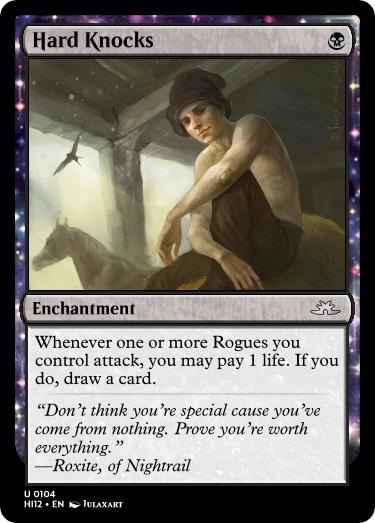 Hard Knocks
Enchantment
Whenever one or more Rogues you
control attack, you may pay 1 life. If you
do, draw a card.
“Don’t think you’re special cause you’ve
come from nothing. Prove you’re worth
everything.”
—Roxite, of Nightrail
U 0104
HI12 • EN Julaxart